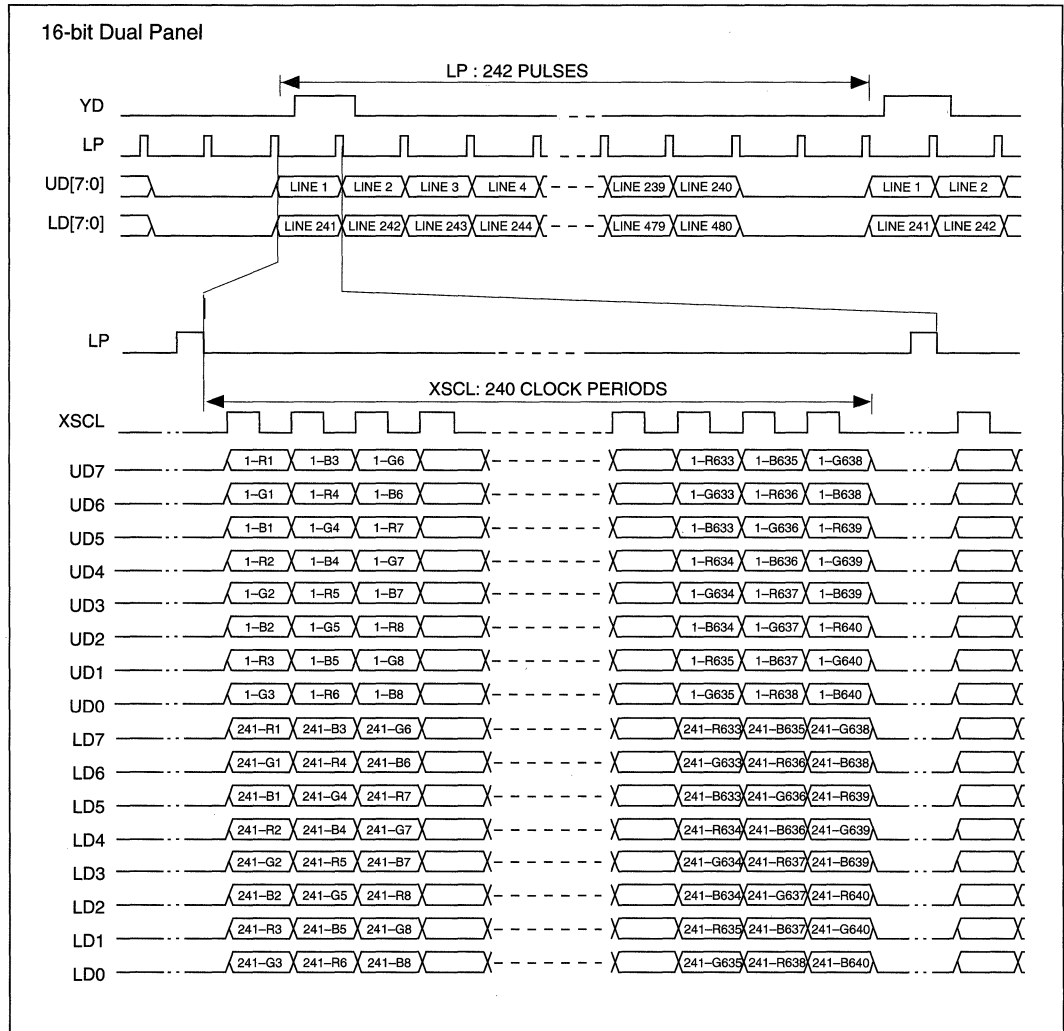 16-bit Dual Panel
LP : 242 PULSES
YD
LP
UD[7:0] LINE 1 LINE 2 LINE 3 LINE 4 LINE 239 LINE 240 LINE 1 LINE 2
LD[7:0] LINE 241 LINE 242 LINE 243 LINE 244 LINE 479 LINE 480 LINE 241 LINE 242
LP
XSCL: 240 CLOCK PERIODS
XSCL
UD7 1–R1 1–B3 1–G6 1–R633 1–B635 1–G638
UD6 1–G1 1–R4 1–B6 1–G633 1–R636 1–B638
UD5 1–B1 1–G4 1–R7 1–B633 1–G636 1–R639
UD4 1–R2 1–B4 1–G7 1–R634 1–B636 1–G639
UD3 1–G2 1–R5 1–B7 1–G634 1–R637 1–B639
UD2 1–B2 1–G5 1–R8 1–B634 1–G637 1–R640
UD1 1–R3 1–B5 1–G8 1–R635 1–B637 1–G640
UD0 1–G3 1–R6 1–B8 1–G635 1–R638 1–B640
LD7 241–R1 241–B3 241–G6 241–R633 241–B635 241–G638
LD6 241–G1 241–R4 241–B6 241–G633 241–R636 241–B638
LD5 241–B1 241–G4 241–R7 241–B633 241–G636 241–R639
LD4 241–R2 241–B4 241–G7 241–R634 241–B636 241–G639
LD3 241–G2 241–R5 241–B7 241–G634 241–R637 241–B639
LD2 241–B2 241–G5 241–R8 241–B634 241–G637 241–R640
LD1 241–R3 241–B5 241–G8 241–R635 241–B637 241–G640
LD0 241–G3 241–R6 241–B8 241–G635 241–R638 241–B640